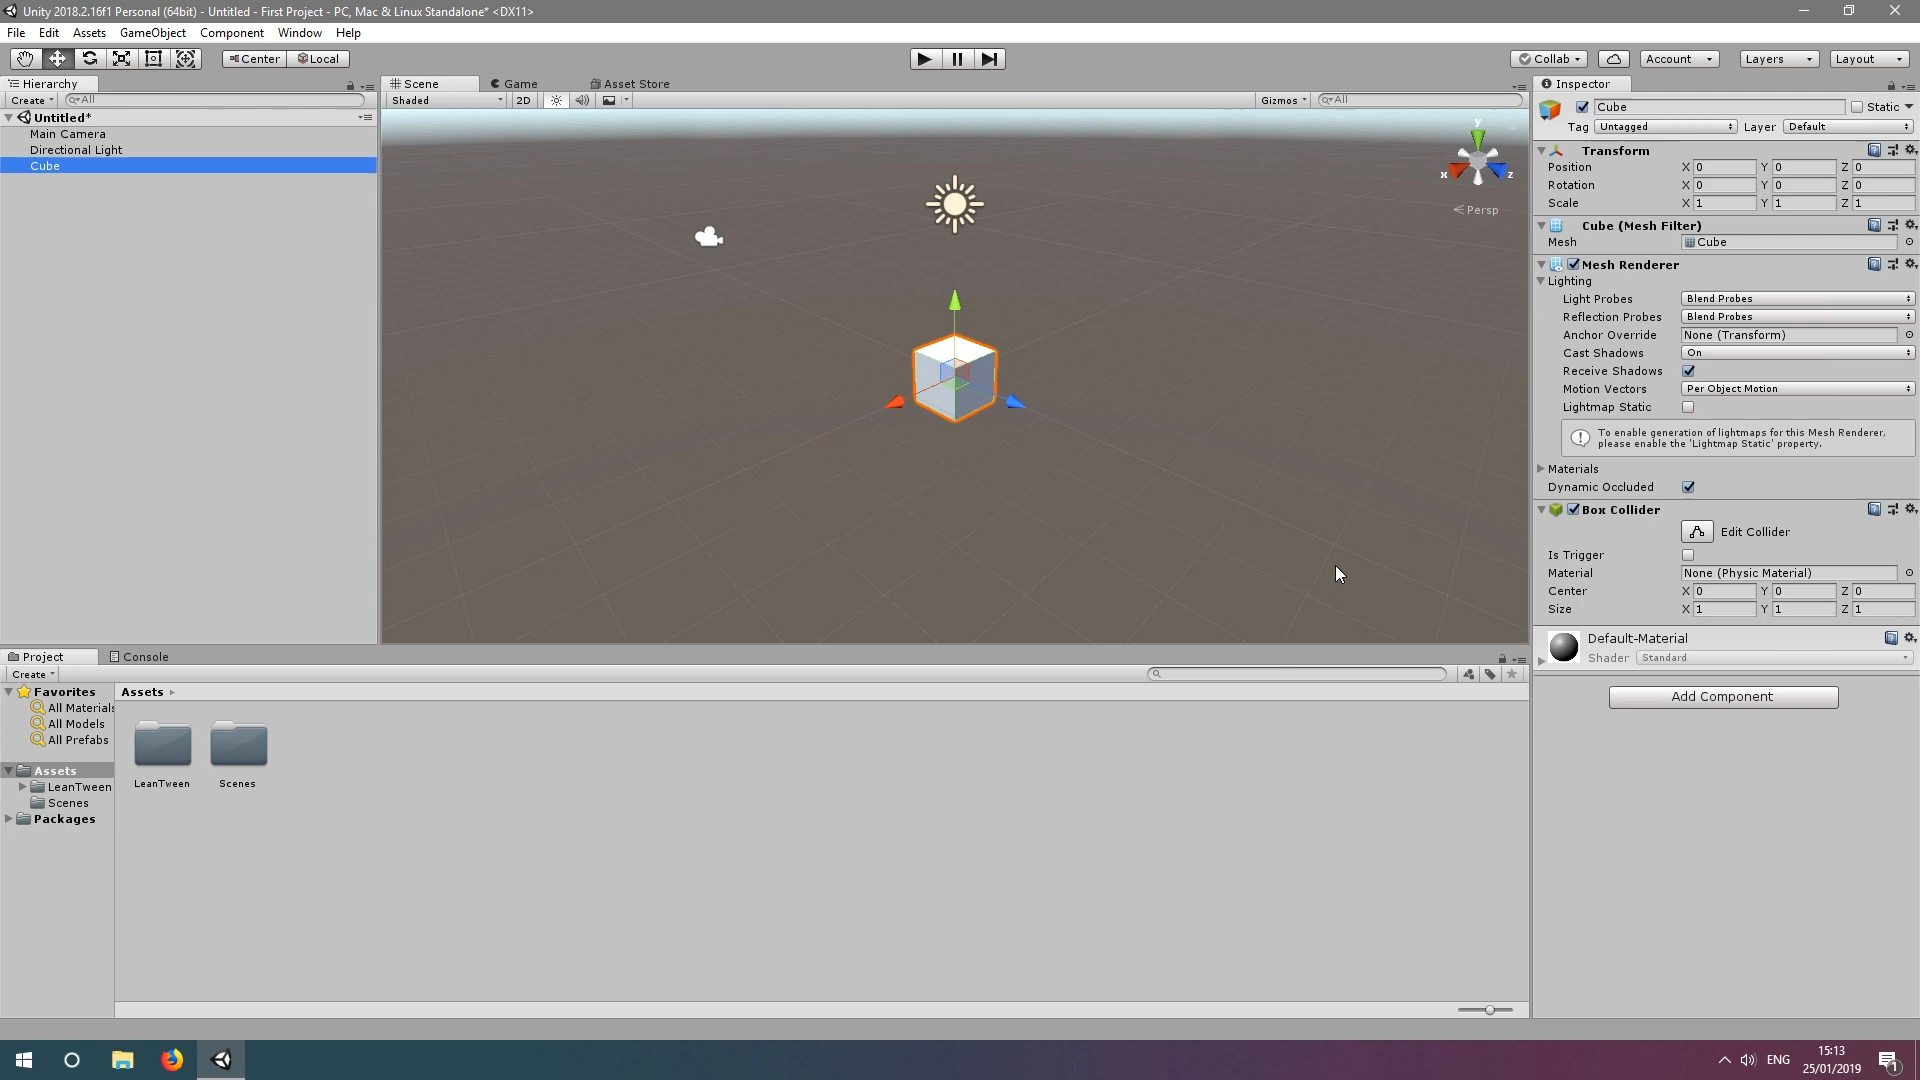 Unity 2018.2.16f1 Personal (64bit) - Untitled - First Project - PC, Mac & Linux Standalone* <DX11>
File Edit Assets GameObject Component Window Help
Center Local Collab Account Layers Layout
Hierarchy
Create All
Untitled*
Main Camera
Directional Light
Cube
Scene Game Asset Store
Shaded 2D Gizmos All
y
x z
Persp
Inspector
Cube Static
Tag Untagged Layer Default
Transform
Position X 0 Y 0 Z 0
Rotation X 0 Y 0 Z 0
Scale X 1 Y 1 Z 1
Cube (Mesh Filter)
Mesh Cube
Mesh Renderer
Lighting
Light Probes Blend Probes
Reflection Probes Blend Probes
Anchor Override None (Transform)
Cast Shadows On
Receive Shadows
Motion Vectors Per Object Motion
Lightmap Static
To enable generation of lightmaps for this Mesh Renderer,
please enable the 'Lightmap Static' property.
Materials
Dynamic Occluded
Box Collider
Edit Collider
Is Trigger
Material None (Physic Material)
Center X 0 Y 0 Z 0
Size X 1 Y 1 Z 1
Default-Material
Shader Standard
Add Component
Project Console
Create
Favorites
All Materials
All Models
All Prefabs
Assets
LeanTween
Scenes
Packages
Assets
LeanTween Scenes
ENG
15:13
25/01/2019
1